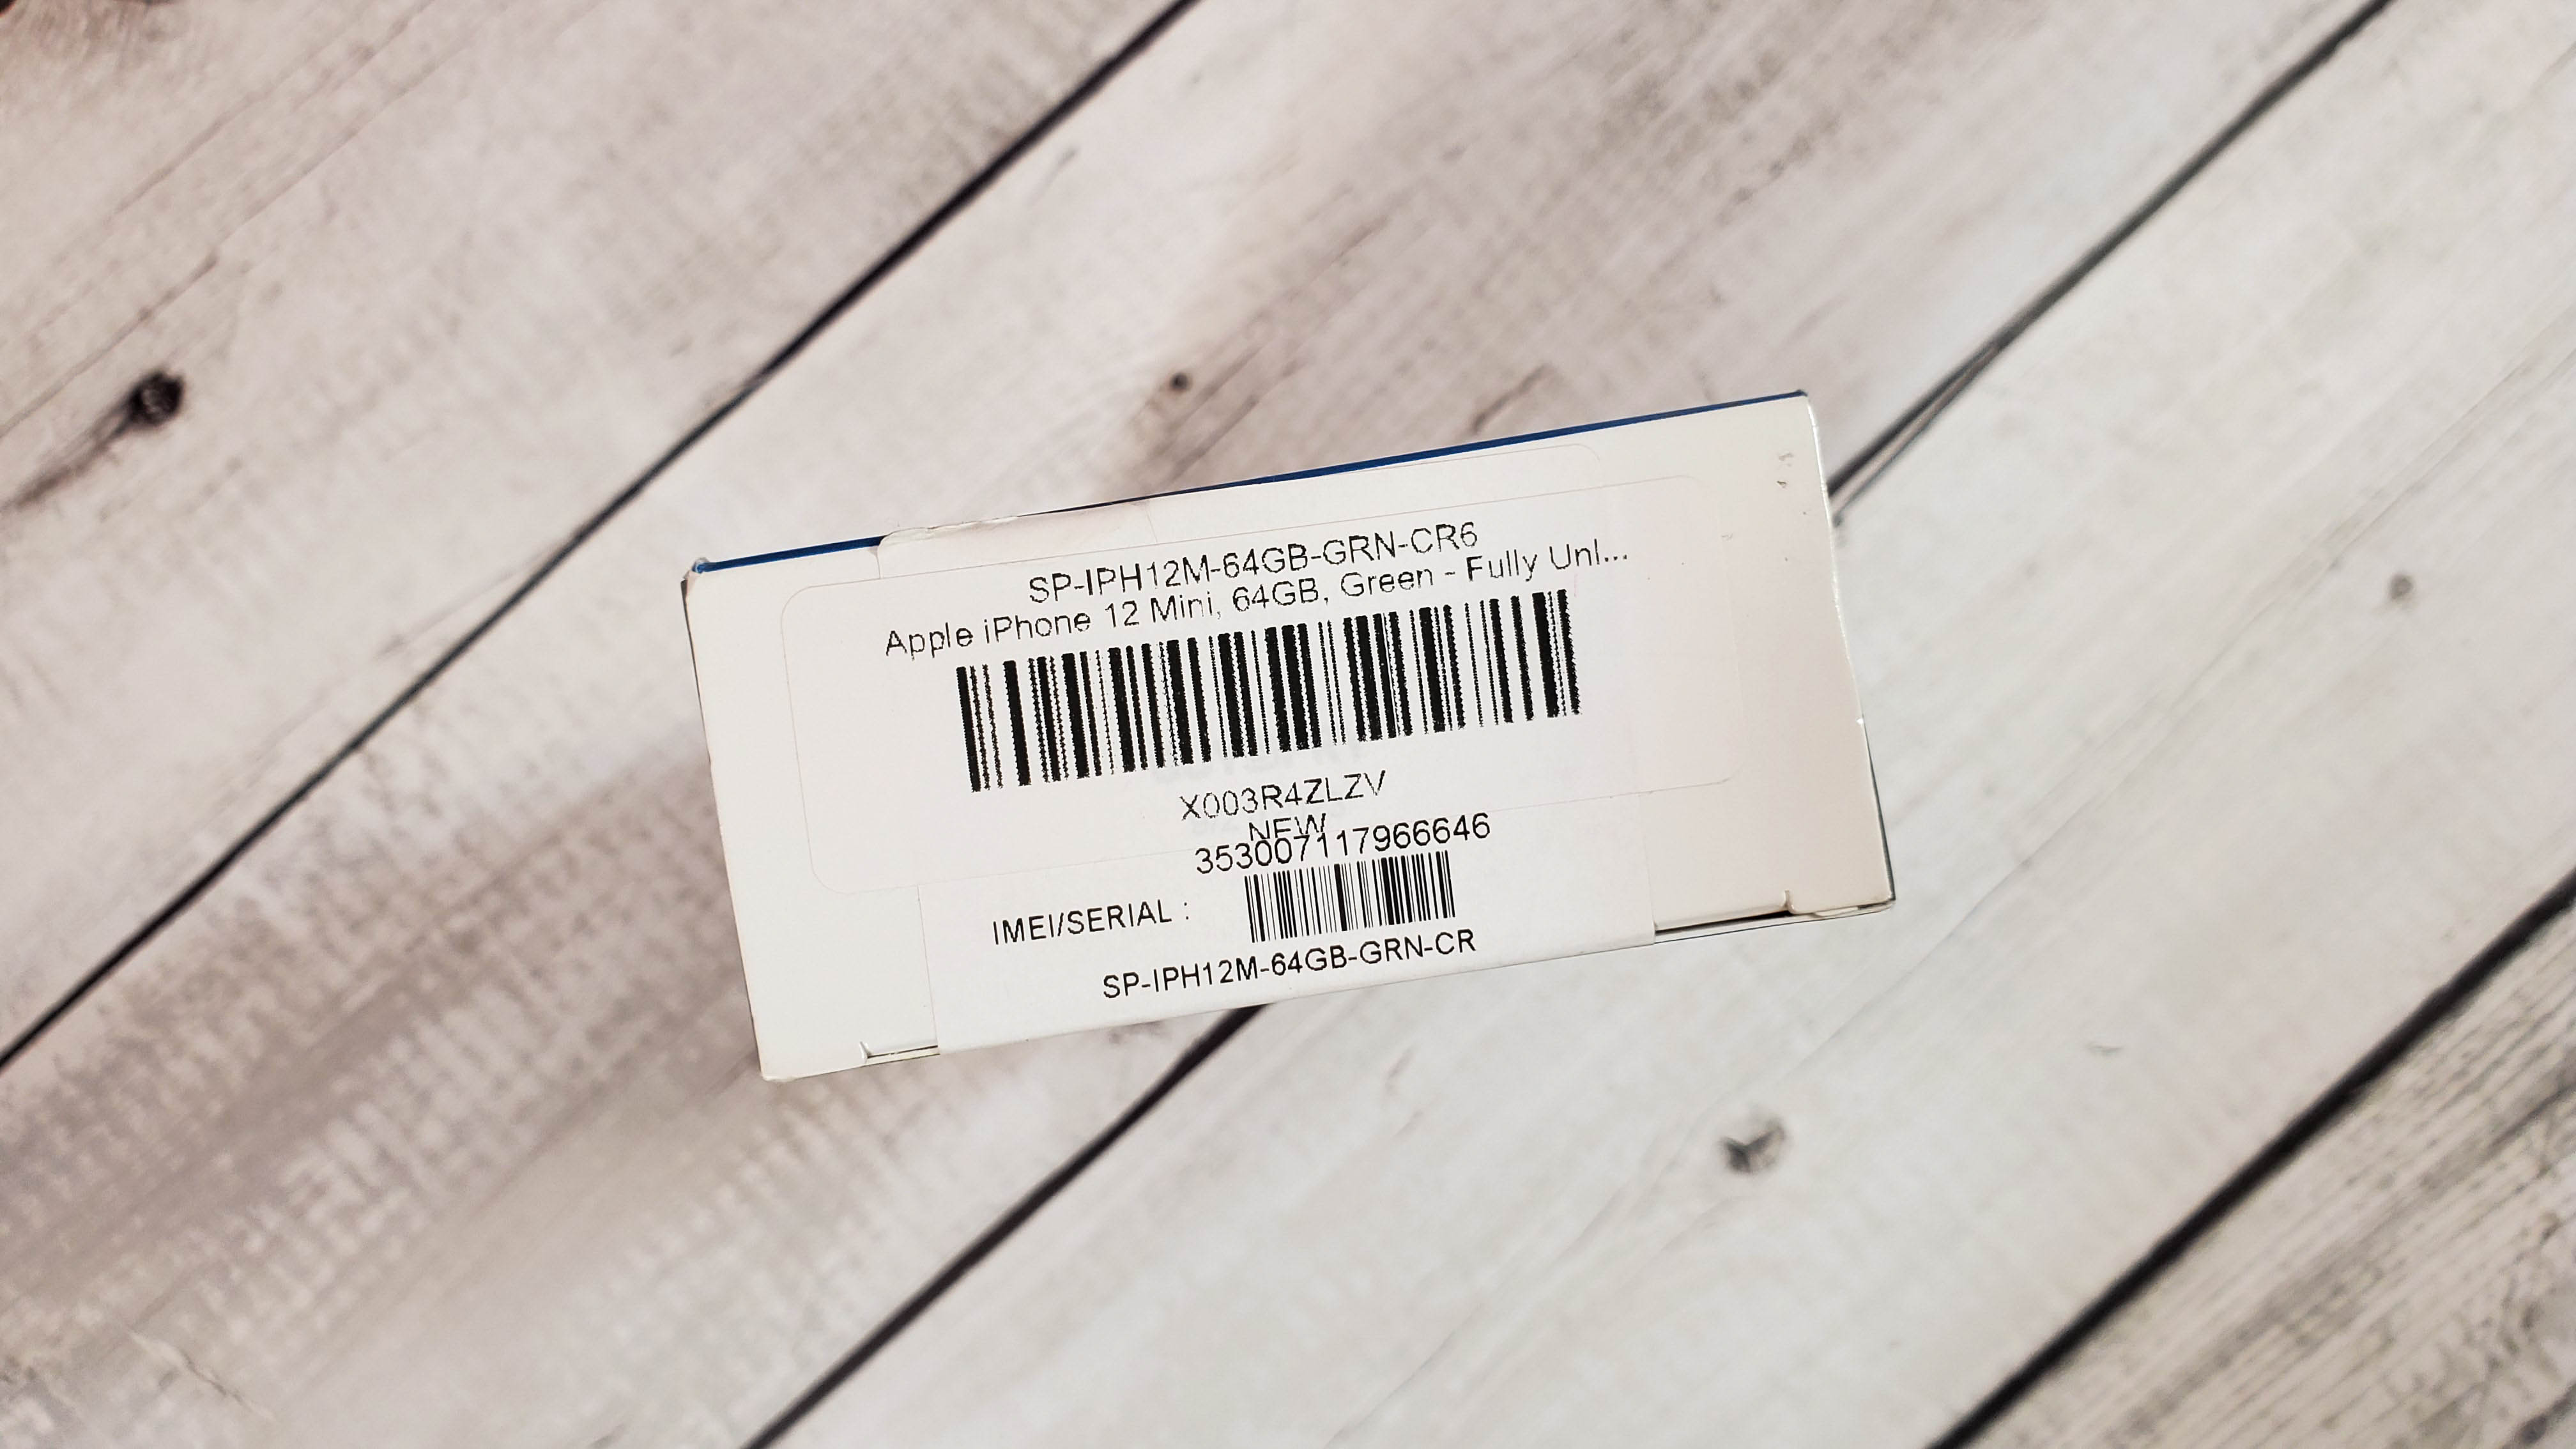 SP-IPH12M-64GB-GRN-CR6
Apple iPhone 12 Mini, 64GB, Green - Fully Unl...
X003R4ZLZV
NEW
353007117966646
IMEI/SERIAL :
SP-IPH12M-64GB-GRN-CR